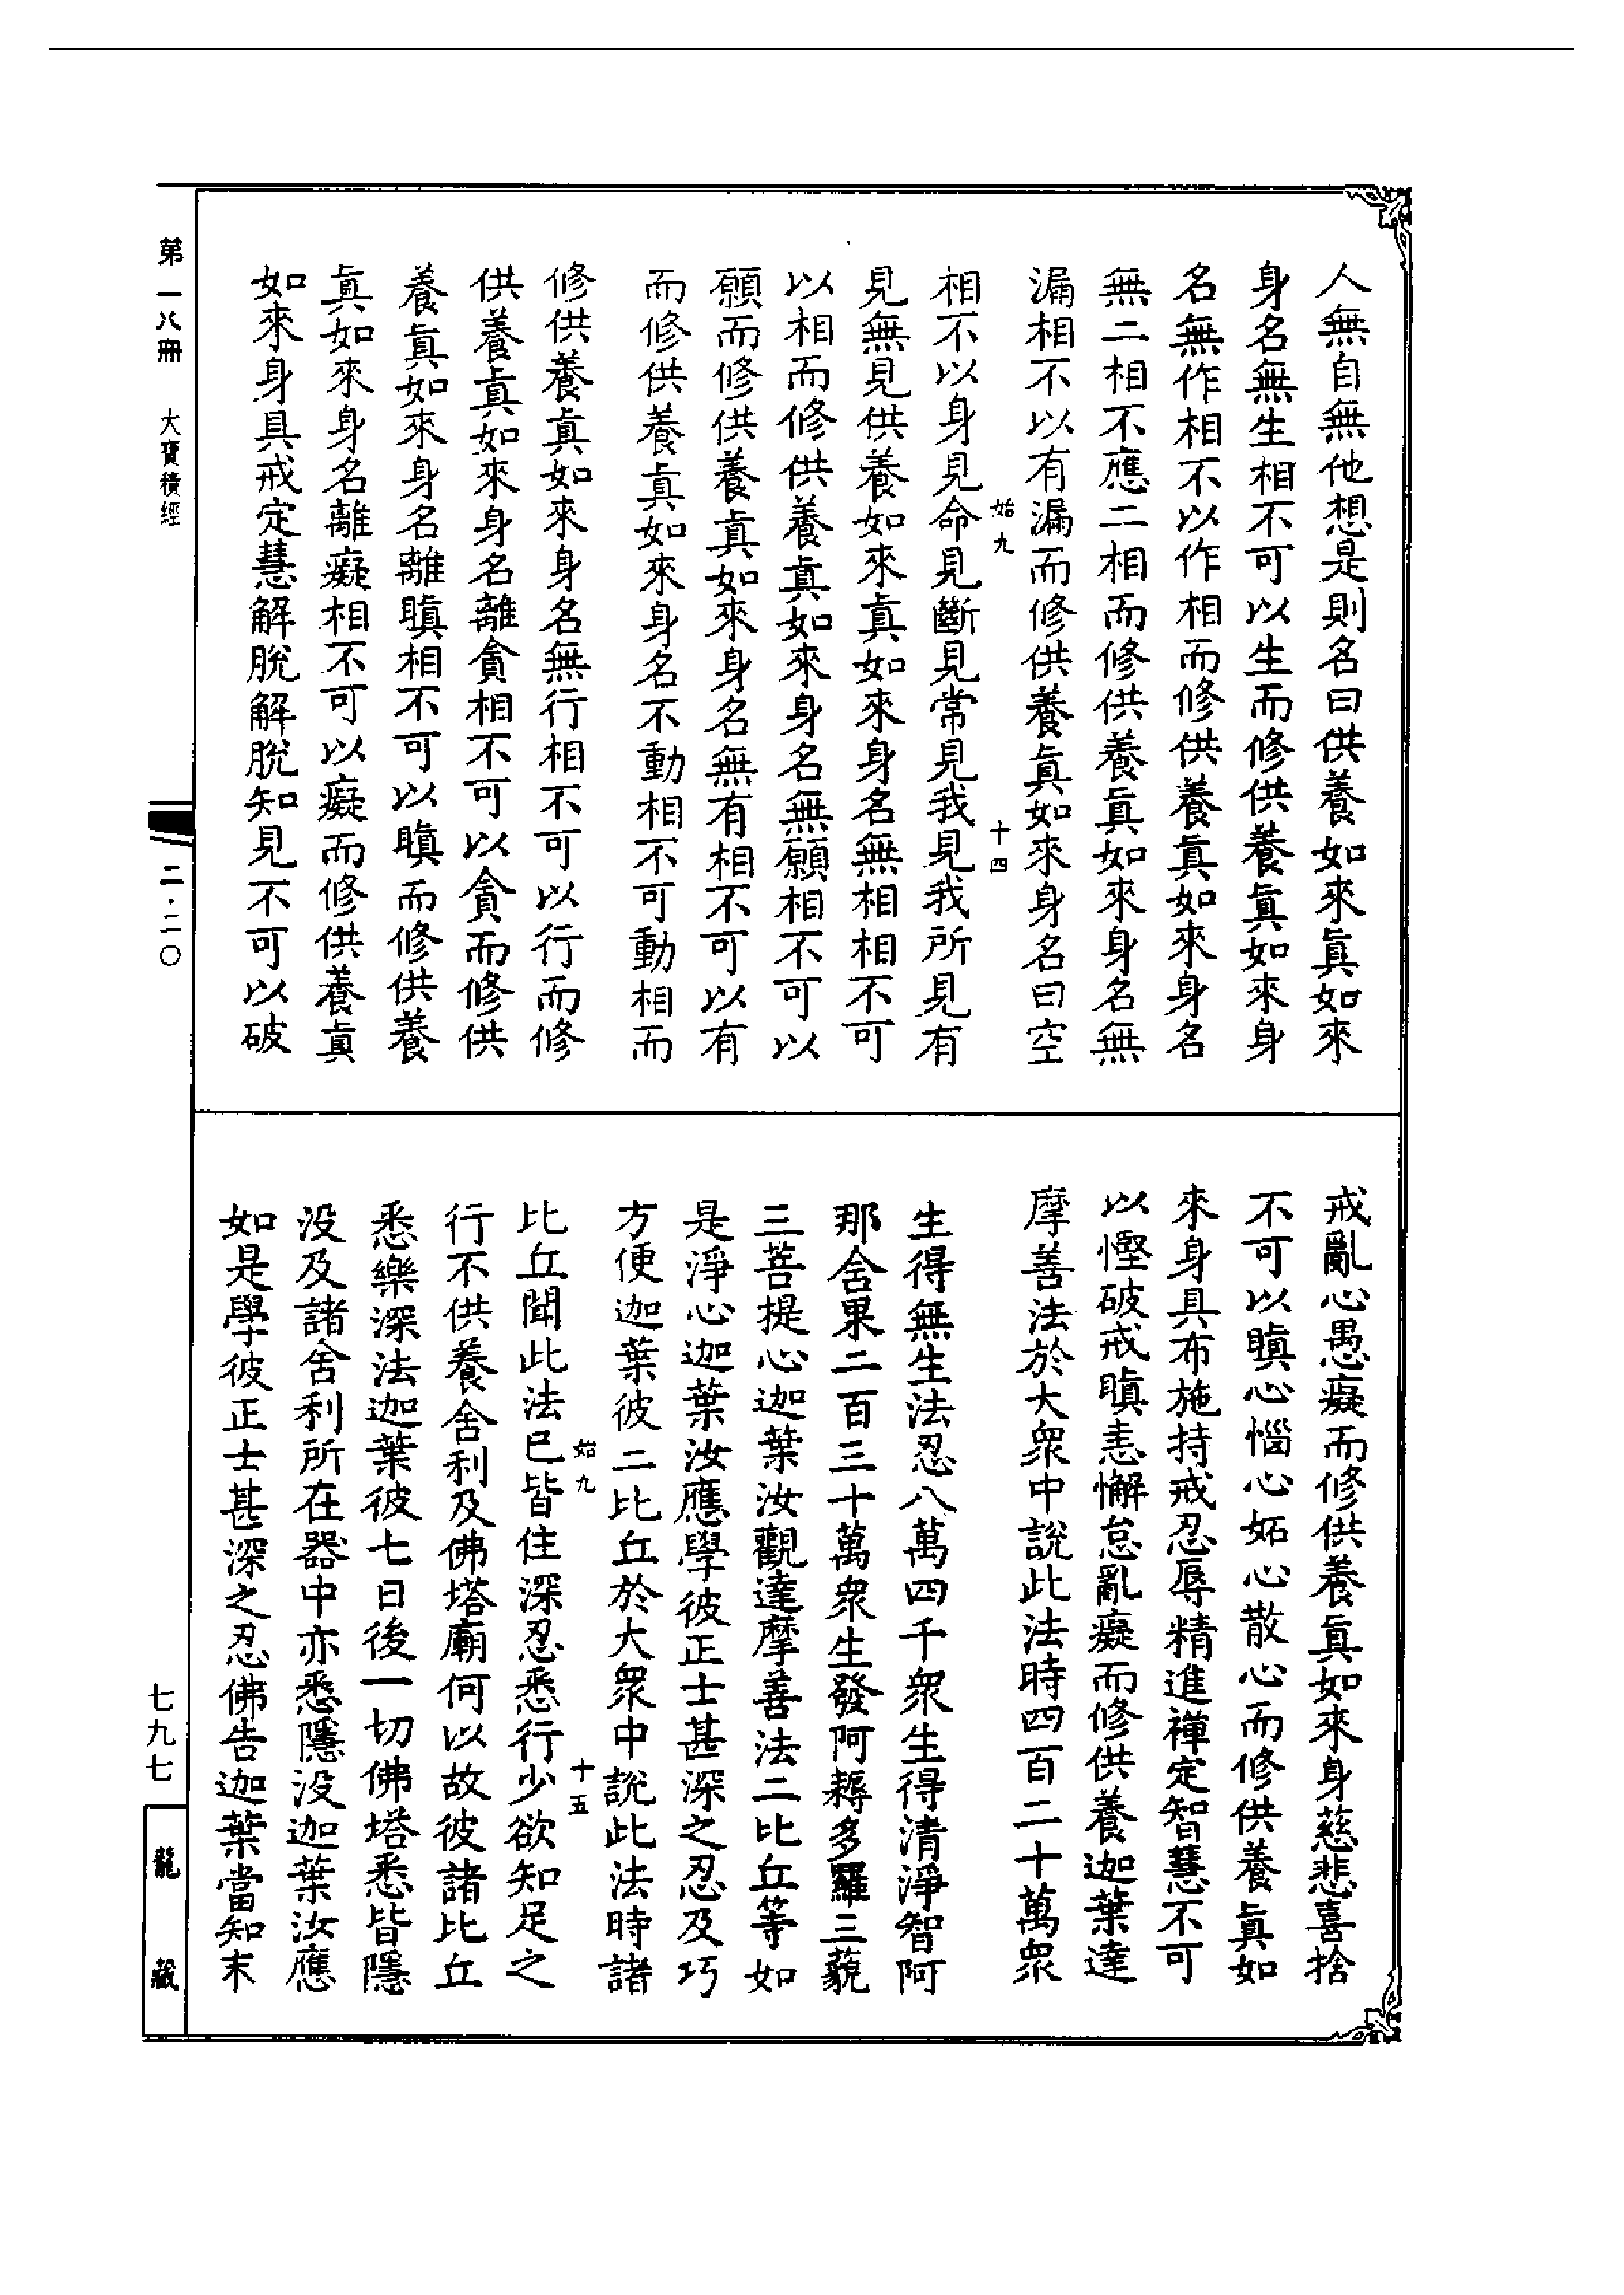 人無自無他想是則名曰供養如來眞如來
身名無生相不可以生而修供養眞如來身
名無作相不以作相而修供養眞如來身名
無二相不應二相而修供養眞如來身名無
漏相不以有漏而修供養眞如來身名曰空
始九 十四
相不以身見命見斷見常見我見我所見有
見無見供養如來眞如來身名無相相不可
以相而修供養眞如來身名無願相不可以
願而修供養眞如來身名無有相不可以有
而修供養眞如來身名不動相不可動相而
修供養眞如來身名無行相不可以行而修
供養眞如來身名離貪相不可以貪而修供
養眞如來身名離瞋相不可以瞋而修供養
眞如來身名離癡相不可以癡而修供養眞
如來身具戒定慧解脫解脫知見不可以破
戒亂心愚癡而修供養眞如來身慈悲喜捨
不可以瞋心惱心妬心散心而修供養眞如
來身具布施持戒忍辱精進禪定智慧不可
以慳破戒瞋恚懈怠亂癡而修供養迦葉達
摩善法於大眾中說此法時四百二十萬眾
生得無生法忍八萬四千眾生得清淨智阿
那舍果二百三十萬眾生發阿耨多羅三藐
三菩提心迦葉汝觀達摩善法二比丘等如
是淨心迦葉汝應學彼正士甚深之忍及巧
方便迦葉彼二比丘於大眾中說此法時諸
始九 十五
比丘聞此法已皆住深忍悉行少欲知足之
行不供養舍利及佛塔廟何以故彼諸比丘
悉樂深法迦葉彼七日後一切佛塔悉皆隱
没及諸舍利所在器中亦悉隱没迦葉汝應
如是學彼正士甚深之忍佛告迦葉當知末
第一八冊 大寶積經
二·二〇
七九七
龍藏